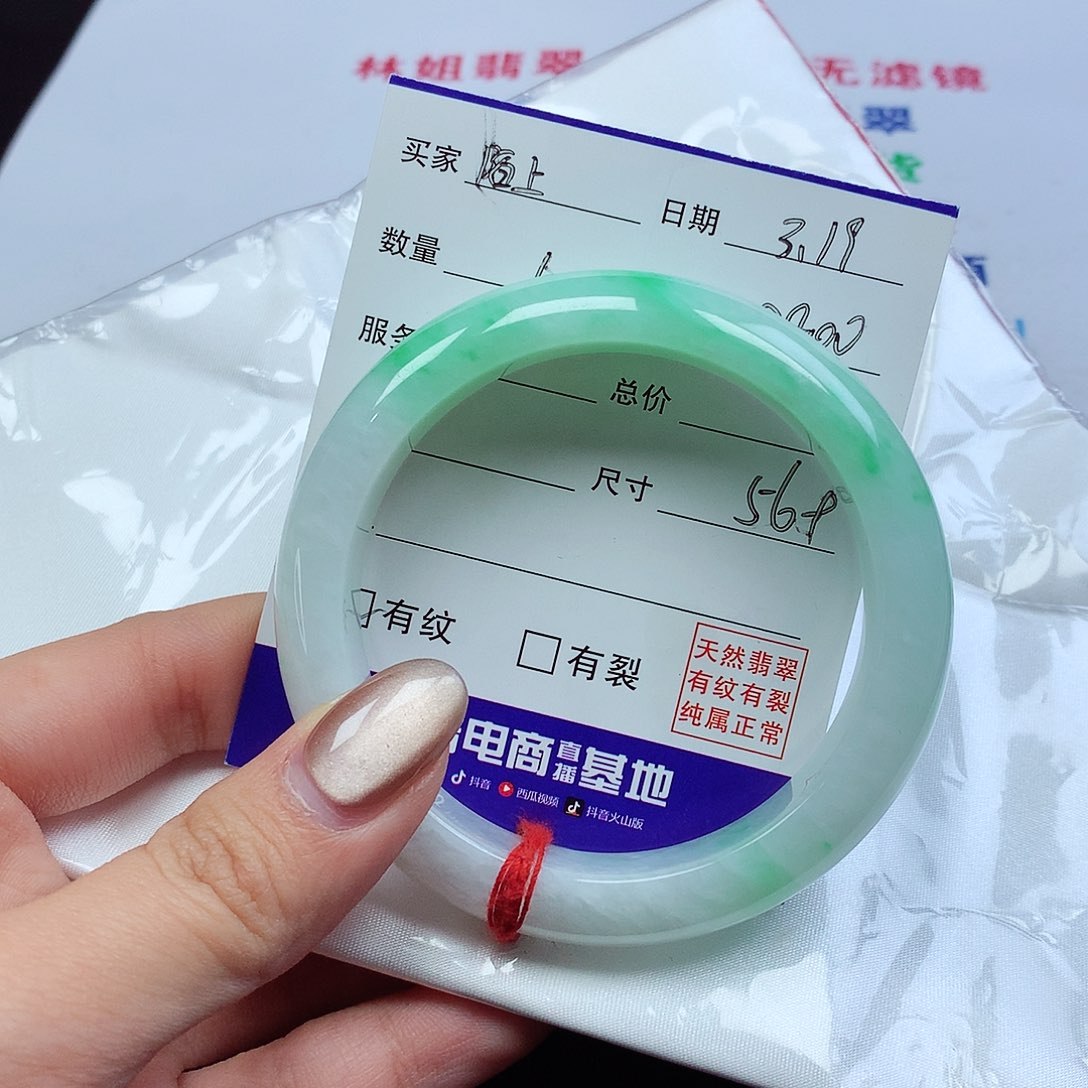 林姐翡翠 无滤镜
翠
买家 陌上 日期 3.19
数量 1
服务
总价
尺寸 56.8
有纹 有裂
天然翡翠
有纹有裂
纯属正常
电商直播基地
抖音 西瓜视频 抖音火山版